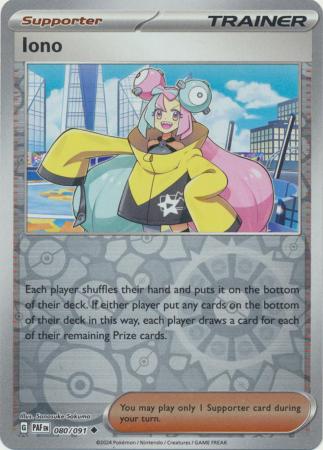 Supporter
TRAINER
Iono
Each player shuffles their hand and puts it on the bottom
of their deck. If either player put any cards on the bottom
of their deck in this way, each player draws a card for each
of their remaining Prize cards.
Illus. Sanosuke Sakuma
G PAF EN 080/091
You may play only 1 Supporter card during your turn.
©2024 Pokémon / Nintendo / Creatures / GAME FREAK